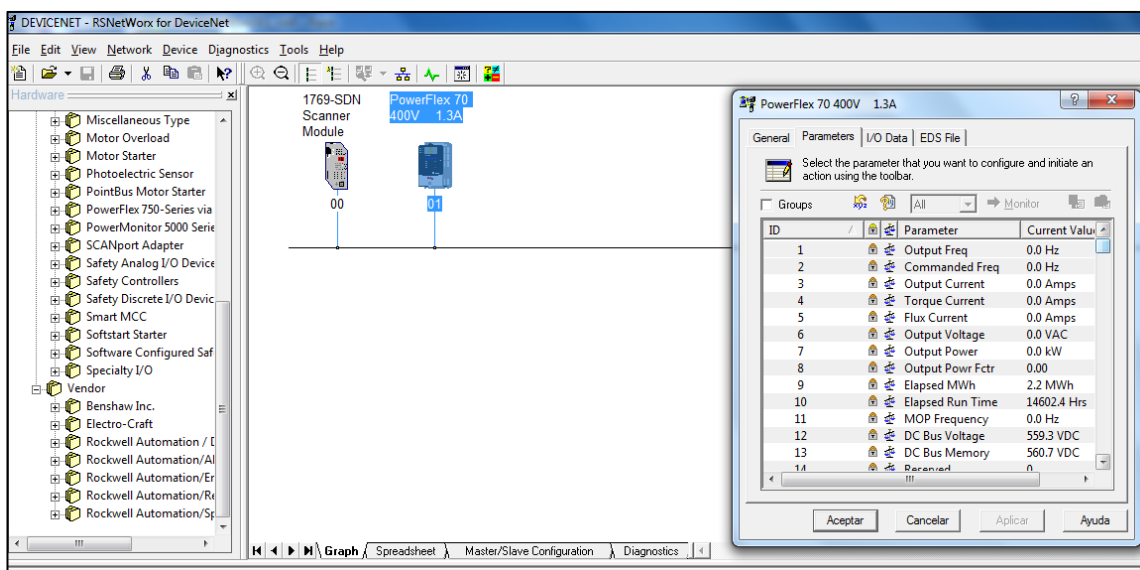 DEVICENET - RSNetWorx for DeviceNet
File Edit View Network Device Diagnostics Tools Help
Hardware
Miscellaneous Type
Motor Overload
Motor Starter
Photoelectric Sensor
PointBus Motor Starter
PowerFlex 750-Series via
PowerMonitor 5000 Serie
SCANport Adapter
Safety Analog I/O Device
Safety Controllers
Safety Discrete I/O Devic
Smart MCC
Softstart Starter
Software Configured Saf
Specialty I/O
Vendor
Benshaw Inc.
Electro-Craft
Rockwell Automation / D
Rockwell Automation/Al
Rockwell Automation/En
Rockwell Automation/Re
Rockwell Automation/Sp
1769-SDN
Scanner
Module
00
PowerFlex 70
400V 1.3A
01
Graph Spreadsheet Master/Slave Configuration Diagnostics
PowerFlex 70 400V 1.3A
General Parameters I/O Data EDS File
Select the parameter that you want to configure and initiate an
action using the toolbar.
Groups All Monitor
ID Parameter Current Valu
1 Output Freq 0.0 Hz
2 Commanded Freq 0.0 Hz
3 Output Current 0.0 Amps
4 Torque Current 0.0 Amps
5 Flux Current 0.0 Amps
6 Output Voltage 0.0 VAC
7 Output Power 0.0 kW
8 Output Powr Fctr 0.00
9 Elapsed MWh 2.2 MWh
10 Elapsed Run Time 14602.4 Hrs
11 MOP Frequency 0.0 Hz
12 DC Bus Voltage 559.3 VDC
13 DC Bus Memory 560.7 VDC
14 Reserved 0
Aceptar Cancelar Aplicar Ayuda